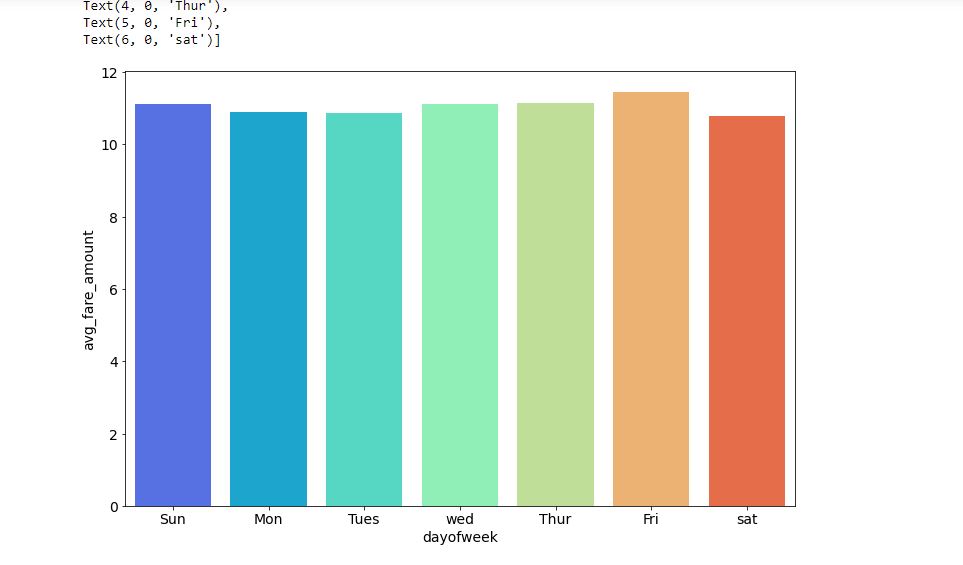 Text(4, 0, 'Thur'),
Text(5, 0, 'Fri'),
Text(6, 0, 'sat')]
12
10
8
6
4
2
0
avg_fare_amount
Sun Mon Tues wed Thur Fri sat
dayofweek